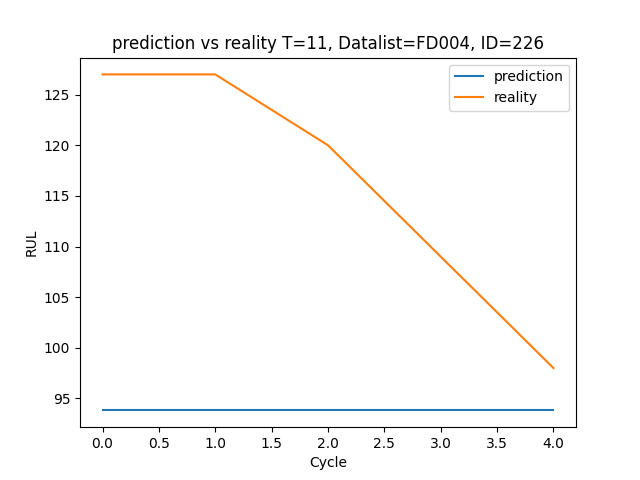 prediction vs reality T=11, Datalist=FD004, ID=226
prediction
reality
RUL
125
120
115
110
105
100
95
0.0 0.5 1.0 1.5 2.0 2.5 3.0 3.5 4.0
Cycle